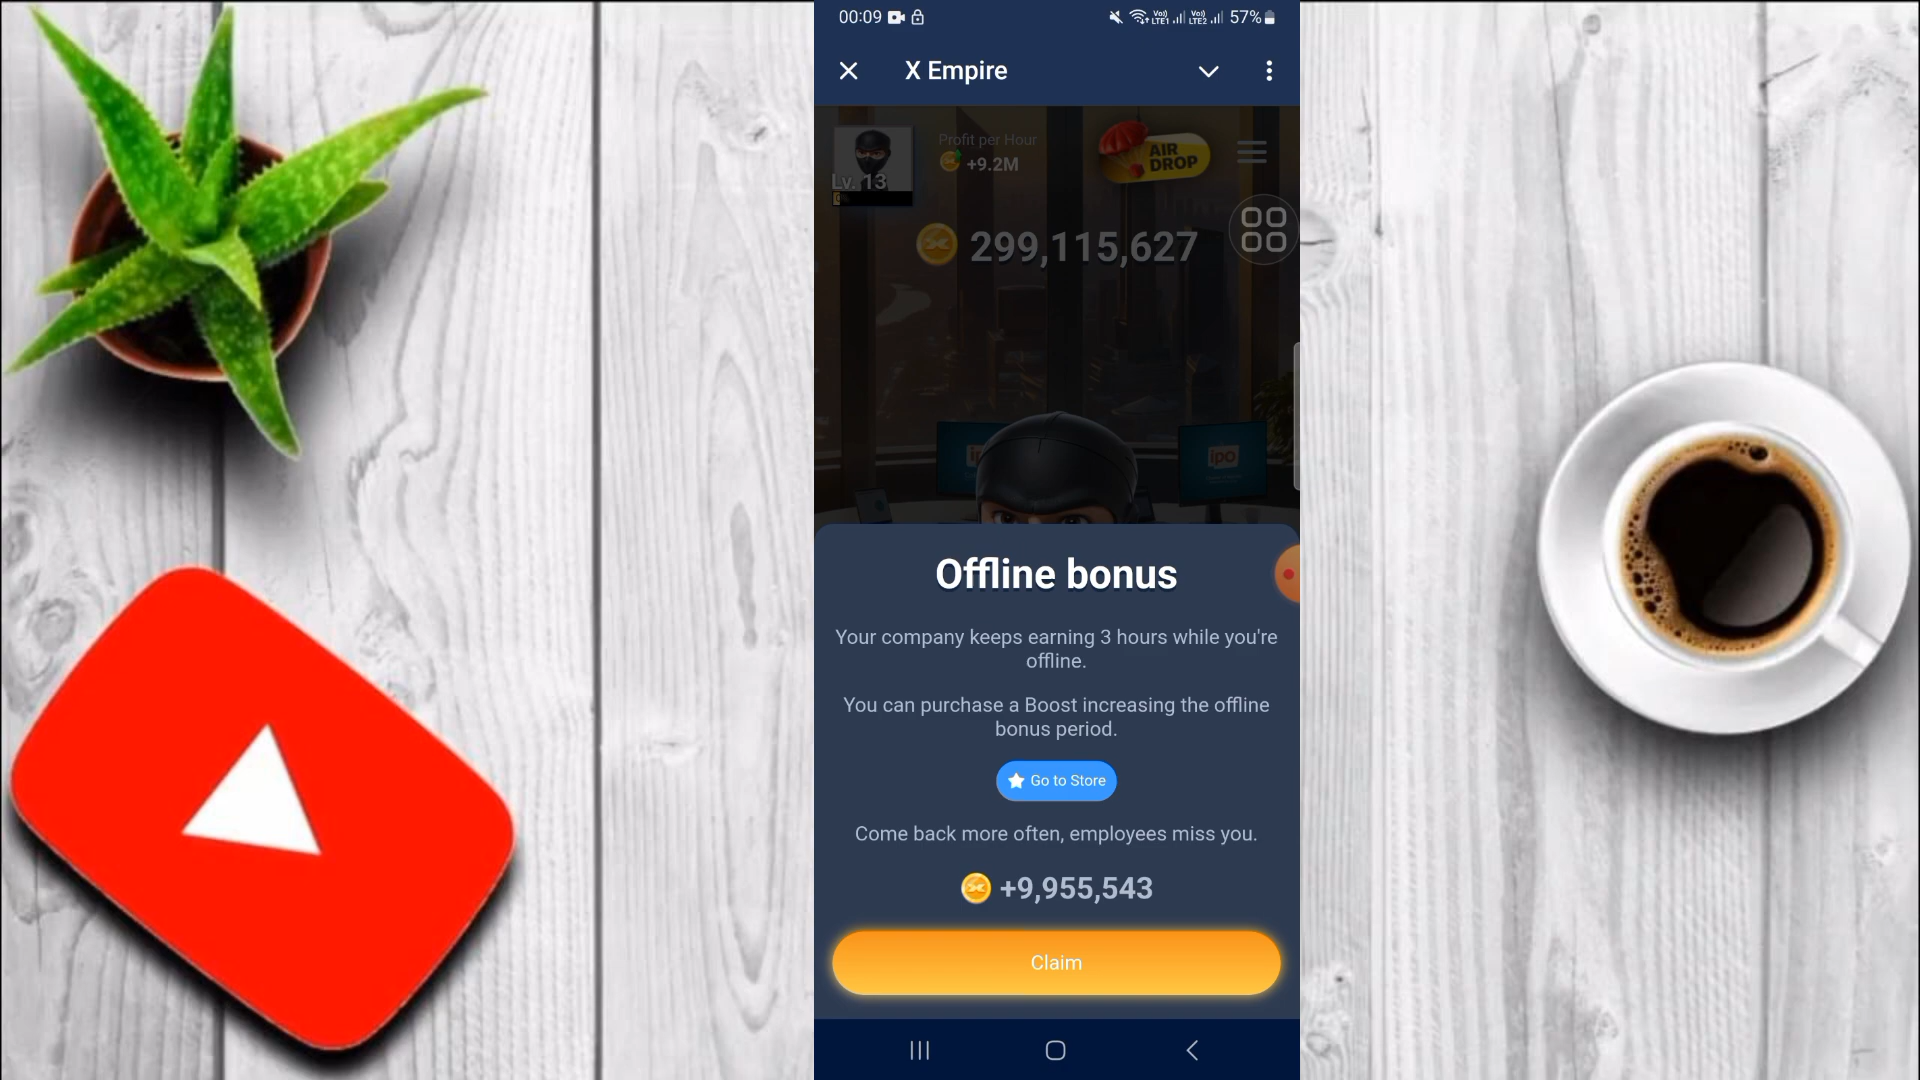 00:09
57%
X Empire
Profit per Hour
+9.2M
AIR
DROP
Lv. 13
299,115,627
ipo
Offline bonus
Your company keeps earning 3 hours while you're
offline.
You can purchase a Boost increasing the offline
bonus period.
Go to Store
Come back more often, employees miss you.
+9,955,543
Claim